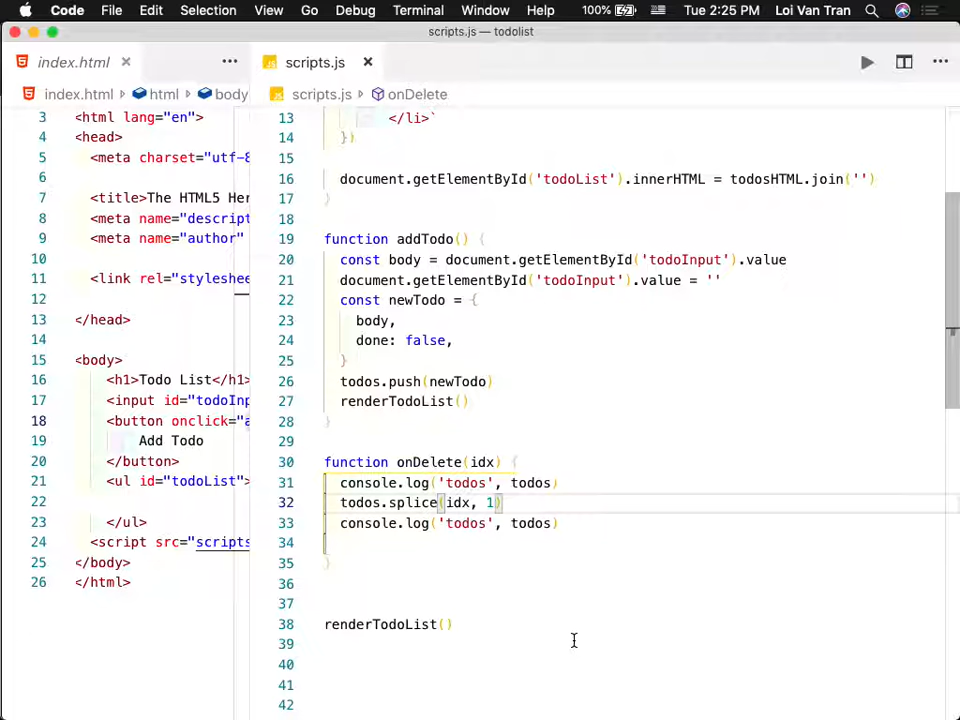 Code File Edit Selection View Go Debug Terminal Window Help 100% Tue 2:25 PM Loi Van Tran
scripts.js — todolist
index.html × ··· scripts.js × ···
index.html › html › body scripts.js › onDelete
3 <html lang="en">
4 <head>
5 <meta charset="utf-8
6
7 <title>The HTML5 Her
8 <meta name="descript
9 <meta name="author"
10
11 <link rel="styleshee
12
13 </head>
14
15 <body>
16 <h1>Todo List</h1>
17 <input id="todoInp
18 <button onclick="a
19 Add Todo
20 </button>
21 <ul id="todoList">
22
23 </ul>
24 <script src="scripts
25 </body>
26 </html>
13 </li>`
14 })
15
16 document.getElementById('todoList').innerHTML = todosHTML.join('')
17 }
18
19 function addTodo() {
20 const body = document.getElementById('todoInput').value
21 document.getElementById('todoInput').value = ''
22 const newTodo = {
23 body,
24 done: false,
25 }
26 todos.push(newTodo)
27 renderTodoList()
28 }
29
30 function onDelete(idx) {
31 console.log('todos', todos)
32 todos.splice(idx, 1)
33 console.log('todos', todos)
34
35 }
36
37
38 renderTodoList()
39
40
41
42